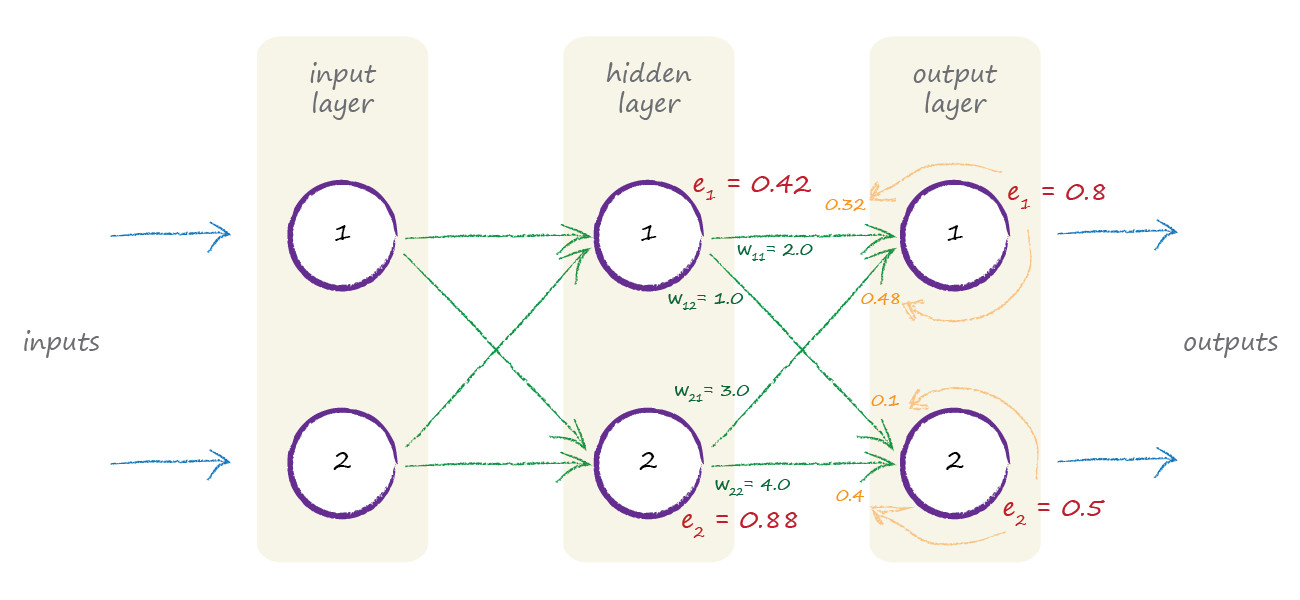 input
layer
hidden
layer
output
layer
1
1
e1 = 0.42
0.32
1
e1 = 0.8
w11= 2.0
w12= 1.0
0.48
inputs
outputs
w21= 3.0
0.1
2
2
2
w22= 4.0
0.4
e2 = 0.88
e2 = 0.5